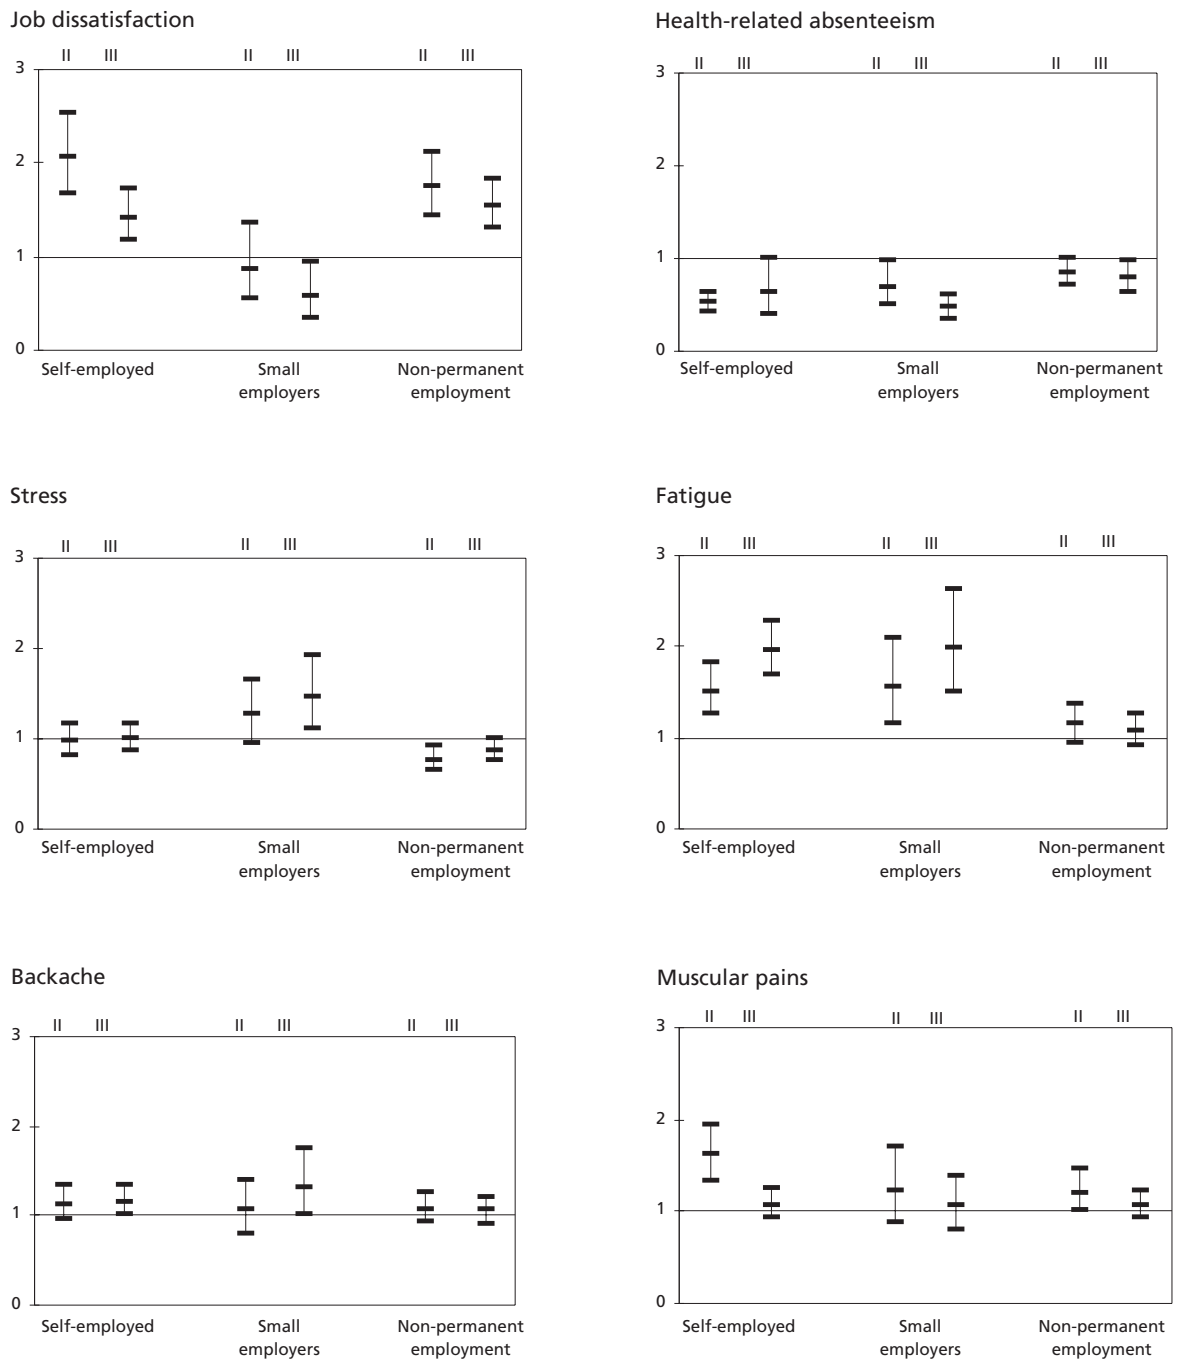 Job dissatisfaction
II III II III II III
3
2
1
0
Self-employed
Small
employers
Non-permanent
employment
Health-related absenteeism
II III II III II III
3
2
1
0
Self-employed
Small
employers
Non-permanent
employment
Stress
II III II III II III
3
2
1
0
Self-employed
Small
employers
Non-permanent
employment
Fatigue
II III II III II III
3
2
1
0
Self-employed
Small
employers
Non-permanent
employment
Backache
II III II III II III
3
2
1
0
Self-employed
Small
employers
Non-permanent
employment
Muscular pains
II III II III II III
3
2
1
0
Self-employed
Small
employers
Non-permanent
employment